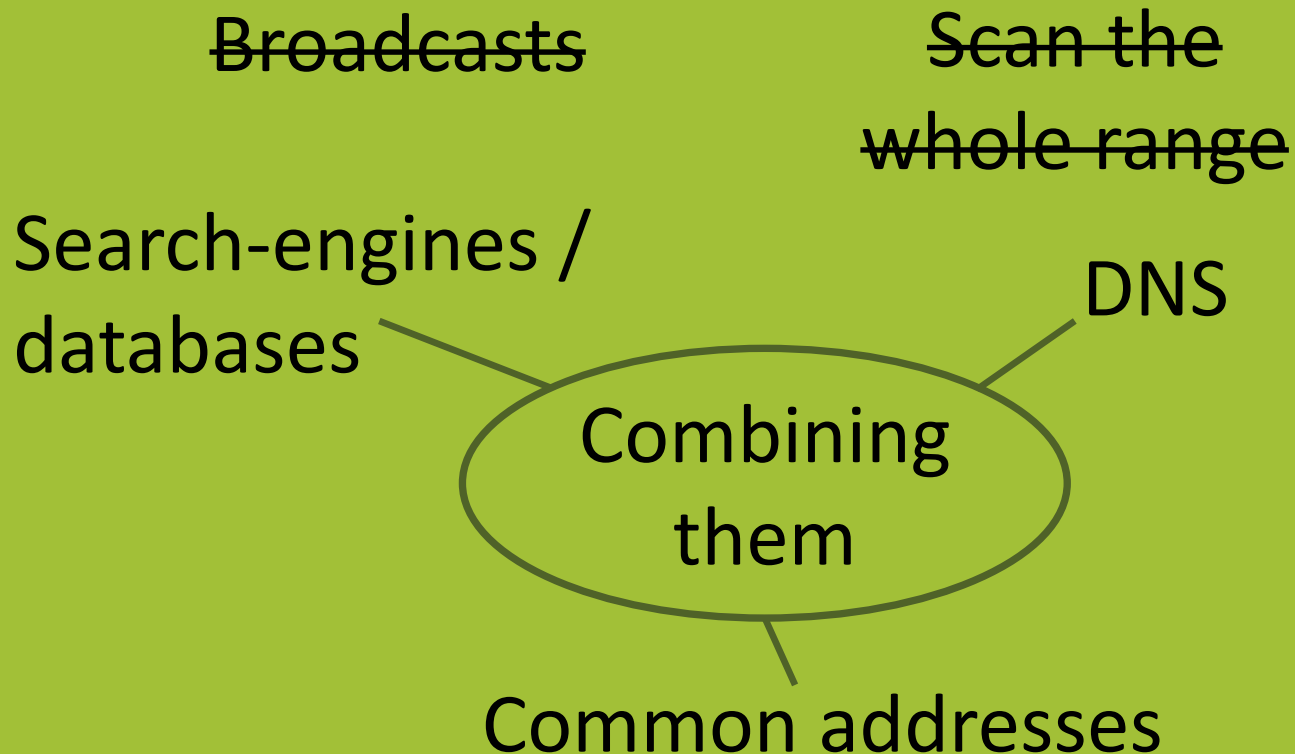 Broadcasts
Scan the
whole range
Search-engines /
databases
DNS
Combining
them
Common addresses